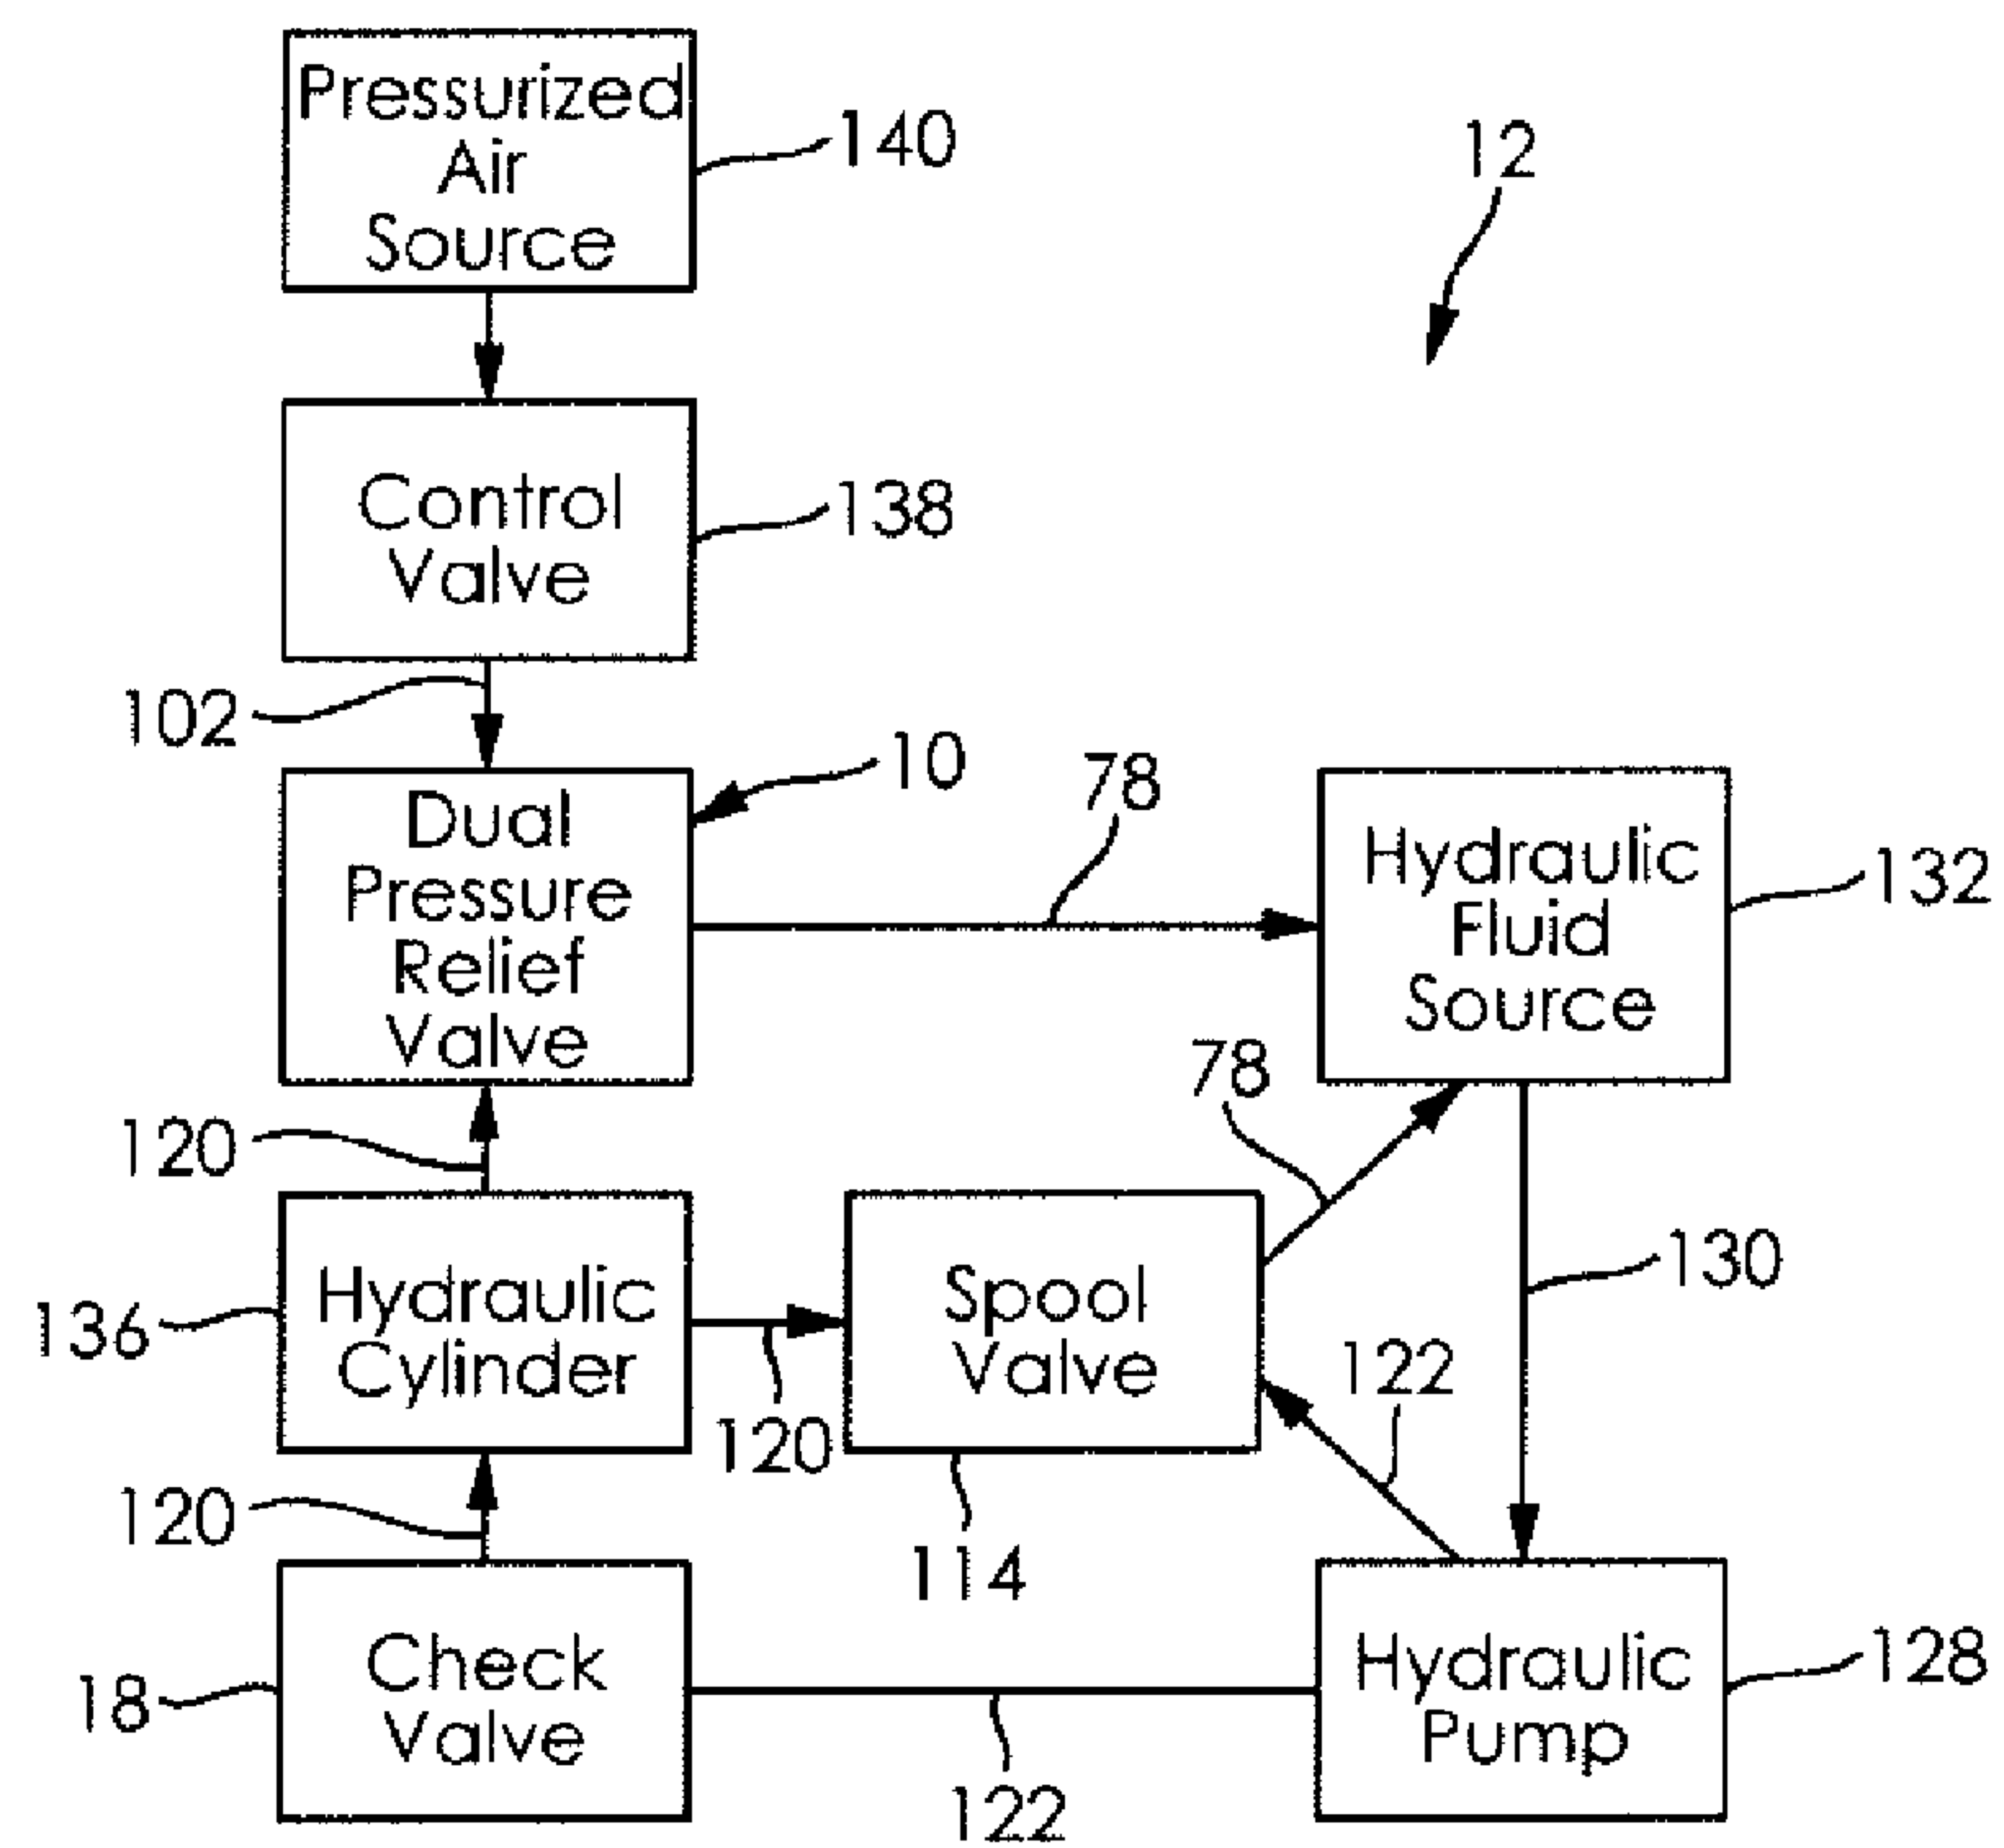 Pressurized
Air
Source
140
12
Control
Valve
138
102
10
Dual
Pressure
Relief
Valve
78
Hydraulic
Fluid
Source
132
78
120
Hydraulic
Cylinder
136
120
Spool
Valve
114
130
122
120
Check
Valve
18
122
Hydraulic
Pump
128